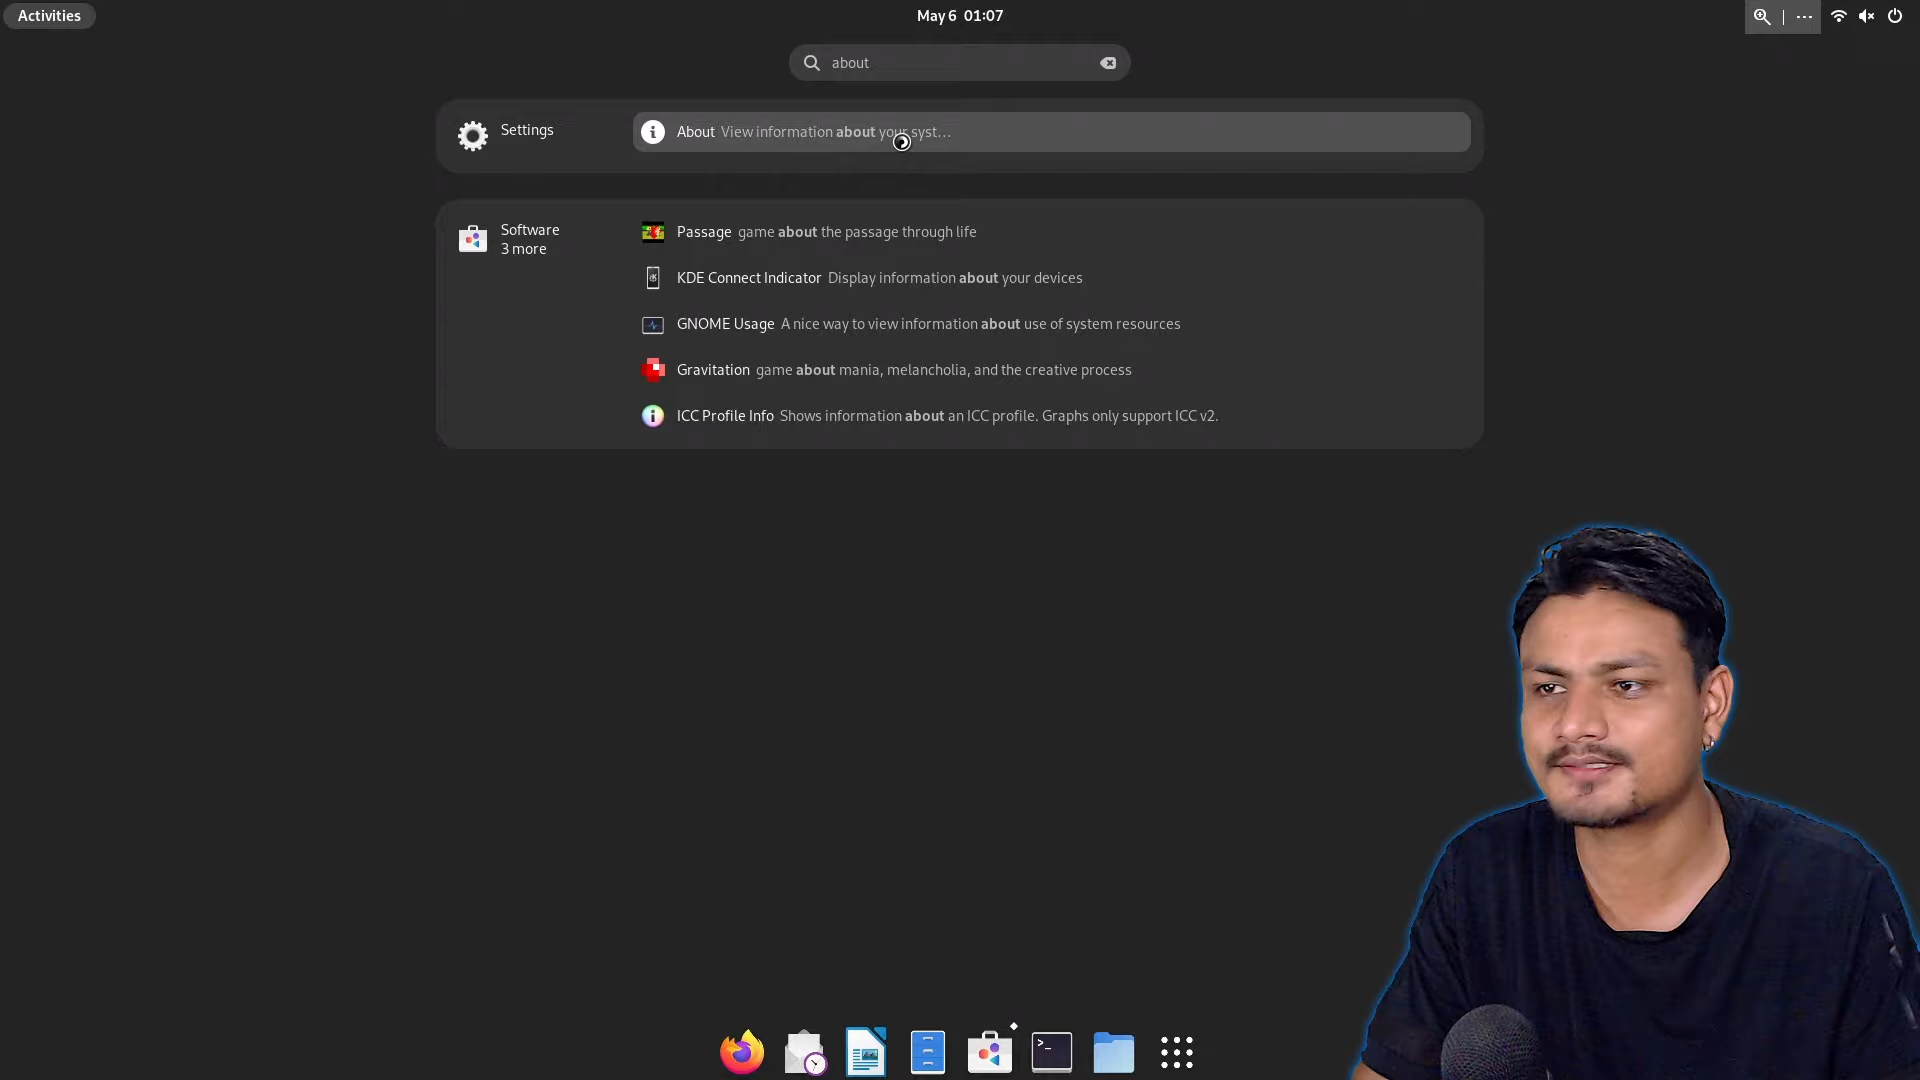 Activities
May 6 01:07
about
Settings
About View information about your syst...
Software
3 more
Passage game about the passage through life
KDE Connect Indicator Display information about your devices
GNOME Usage A nice way to view information about use of system resources
Gravitation game about mania, melancholia, and the creative process
ICC Profile Info Shows information about an ICC profile. Graphs only support ICC v2.